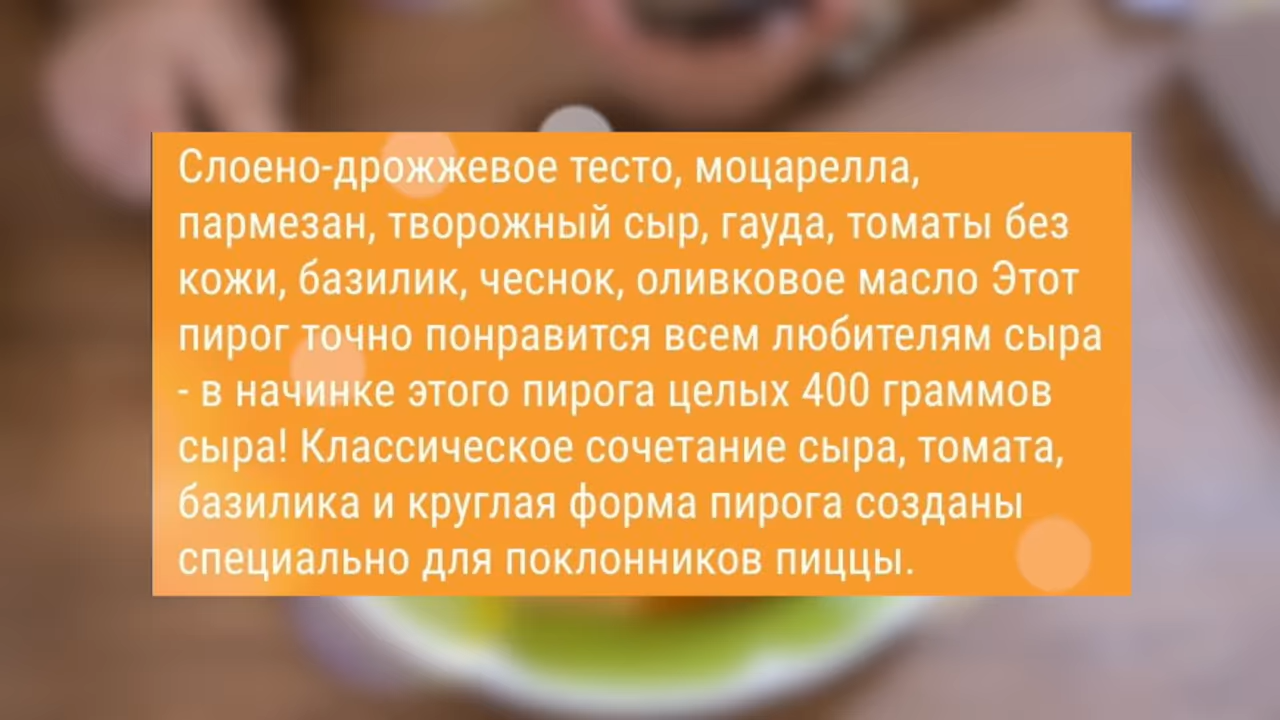 Слоено-дрожжевое тесто, моцарелла,
пармезан, творожный сыр, гауда, томаты без
кожи, базилик, чеснок, оливковое масло Этот
пирог точно понравится всем любителям сыра
- в начинке этого пирога целых 400 граммов
сыра! Классическое сочетание сыра, томата,
базилика и круглая форма пирога созданы
специально для поклонников пиццы.